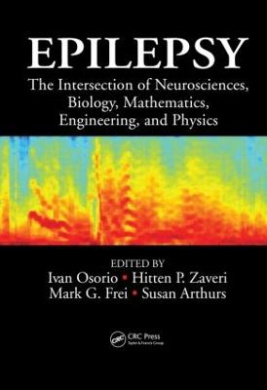 EPILEPSY
The Intersection of Neurosciences,
Biology, Mathematics,
Engineering, and Physics
EDITED BY
Ivan Osorio • Hitten P. Zaveri
Mark G. Frei • Susan Arthurs
CRC Press
Taylor & Francis Group